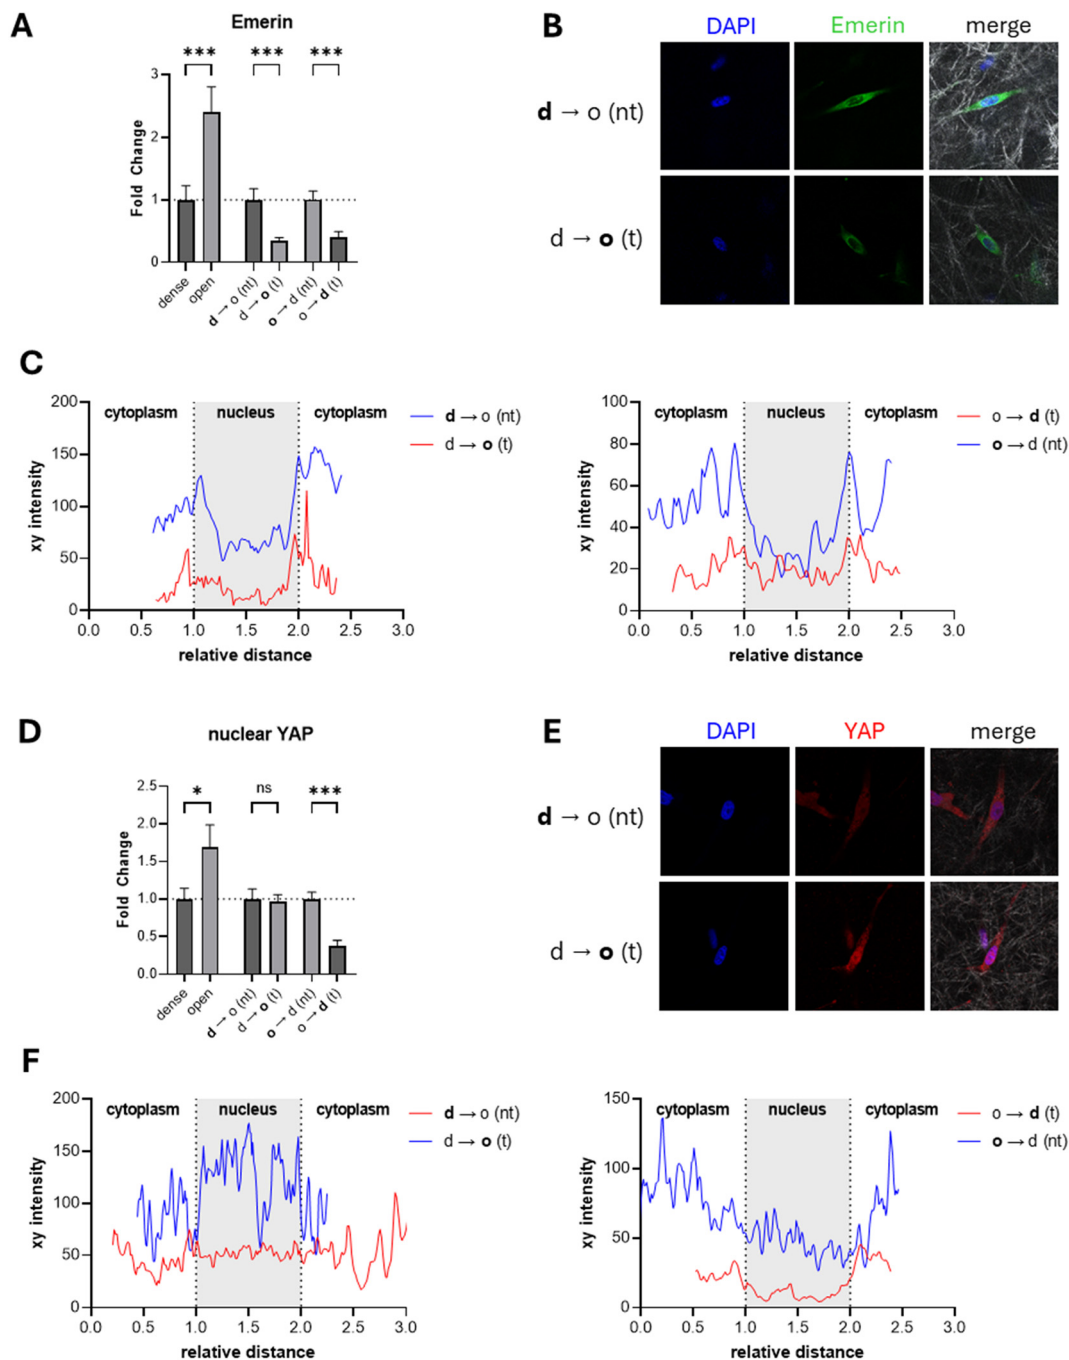 A
Emerin
*** *** ***
Fold Change
3
2
1
0
dense
open
d → o (nt)
d → o (t)
o → d (nt)
o → d (t)
B
DAPI Emerin merge
d → o (nt)
d → o (t)
C
xy intensity
200
150
100
50
0
cytoplasm nucleus cytoplasm
d → o (nt)
d → o (t)
0.0 0.5 1.0 1.5 2.0 2.5 3.0
relative distance
xy intensity
100
80
60
40
20
0
cytoplasm nucleus cytoplasm
o → d (t)
o → d (nt)
0.0 0.5 1.0 1.5 2.0 2.5 3.0
relative distance
D
nuclear YAP
* ns ***
Fold Change
2.5
2.0
1.5
1.0
0.5
0.0
dense
open
d → o (nt)
d → o (t)
o → d (nt)
o → d (t)
E
DAPI YAP merge
d → o (nt)
d → o (t)
F
xy intensity
200
150
100
50
0
cytoplasm nucleus cytoplasm
d → o (nt)
d → o (t)
0.0 0.5 1.0 1.5 2.0 2.5 3.0
relative distance
xy intensity
150
100
50
0
cytoplasm nucleus cytoplasm
o → d (t)
o → d (nt)
0.0 0.5 1.0 1.5 2.0 2.5 3.0
relative distance